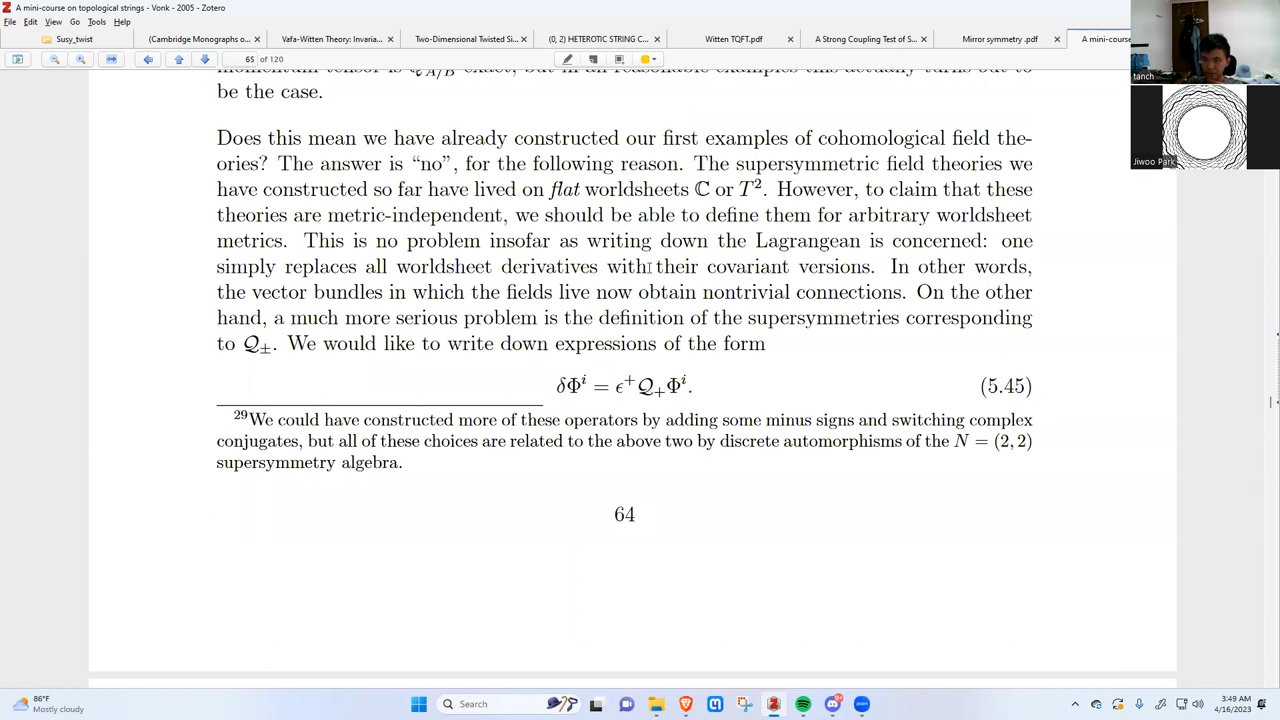 A mini-course on topological strings - Vonk - 2005 - Zotero
File Edit View Go Tools Help
Susy_twist
(Cambridge Monographs o...
Vafa-Witten Theory: Invaria...
Two-Dimensional Twisted Si...
(0, 2) HETEROTIC STRING C...
Witten TQFT.pdf
A Strong Coupling Test of S...
Mirror symmetry .pdf
A mini-course
65 of 120
be the case.
Does this mean we have already constructed our first examples of cohomological field the-
ories? The answer is “no”, for the following reason. The supersymmetric field theories we
have constructed so far have lived on flat worldsheets ℂ or T². However, to claim that these
theories are metric-independent, we should be able to define them for arbitrary worldsheet
metrics. This is no problem insofar as writing down the Lagrangean is concerned: one
simply replaces all worldsheet derivatives with their covariant versions. In other words,
the vector bundles in which the fields live now obtain nontrivial connections. On the other
hand, a much more serious problem is the definition of the supersymmetries corresponding
to 𝒬±. We would like to write down expressions of the form
δΦⁱ = ϵ⁺𝒬₊Φⁱ. (5.45)
²⁹We could have constructed more of these operators by adding some minus signs and switching complex
conjugates, but all of these choices are related to the above two by discrete automorphisms of the N = (2, 2)
supersymmetry algebra.
64
tanch
Jiwoo Park
86°F
Mostly cloudy
Search
3:49 AM
4/16/2023